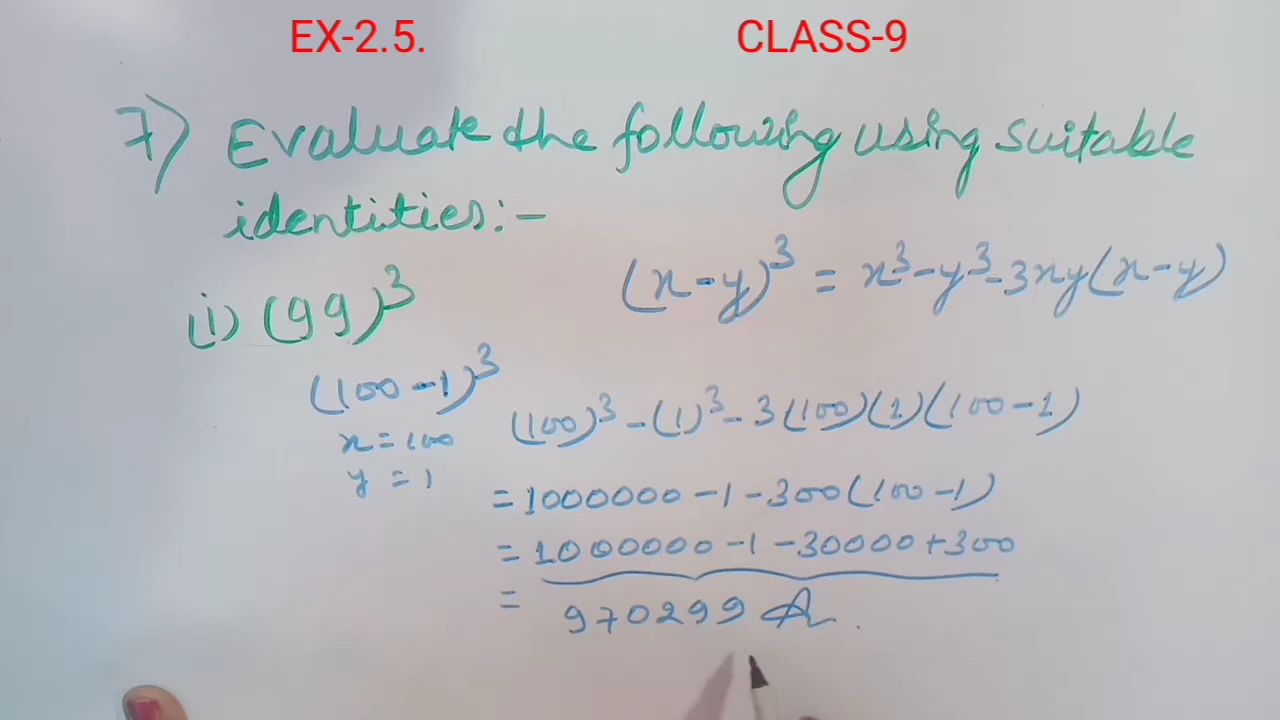 EX-2.5. CLASS-9
7) Evaluate the following using suitable
identities:-
(i) (99)³
(x-y)³ = x³-y³-3xy(x-y)
(100-1)³
x=100
y=1
(100)³-(1)³-3(100)(1)(100-1)
=1000000-1-300(100-1)
=1000000-1-30000+300
=970299